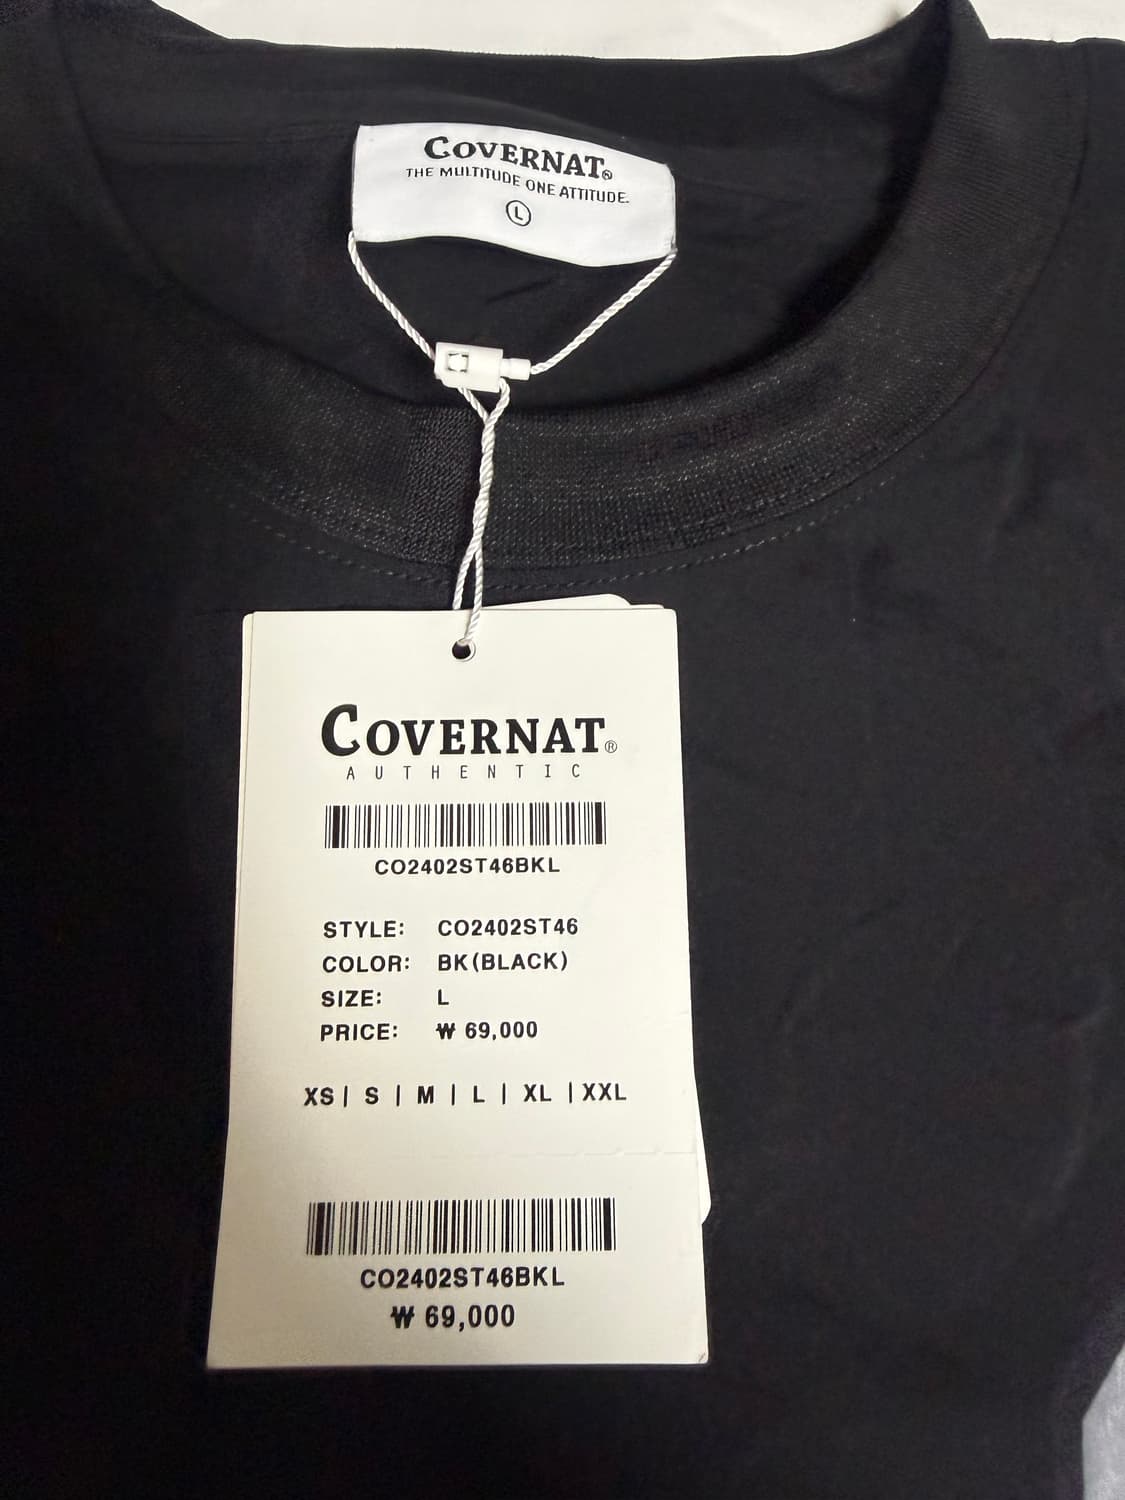 COVERNAT®
THE MULTITUDE ONE ATTITUDE.
L
COVERNAT®
AUTHENTIC
CO2402ST46BKL
STYLE: CO2402ST46
COLOR: BK(BLACK)
SIZE: L
PRICE: ₩ 69,000
XS | S | M | L | XL | XXL
CO2402ST46BKL
₩ 69,000